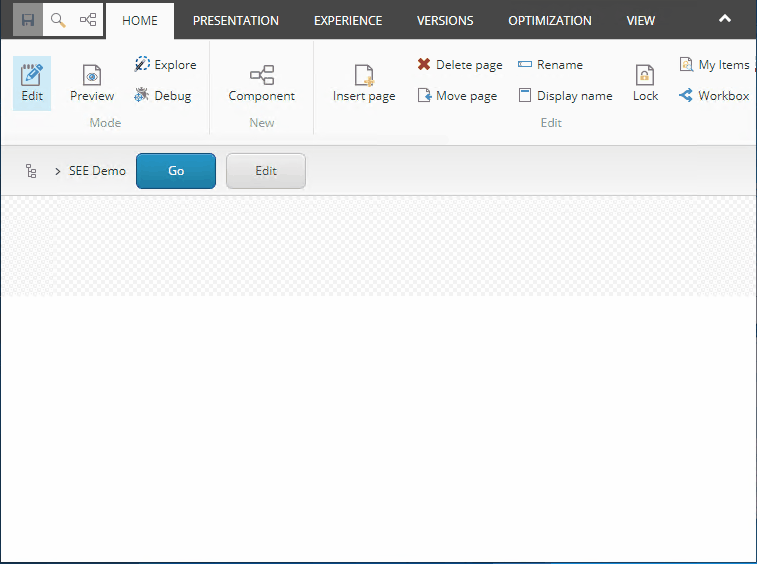 HOME PRESENTATION EXPERIENCE VERSIONS OPTIMIZATION VIEW
Explore Delete page Rename My Items
Edit Preview Debug Component Insert page Move page Display name Lock Workbox
Mode New Edit
> SEE Demo Go Edit